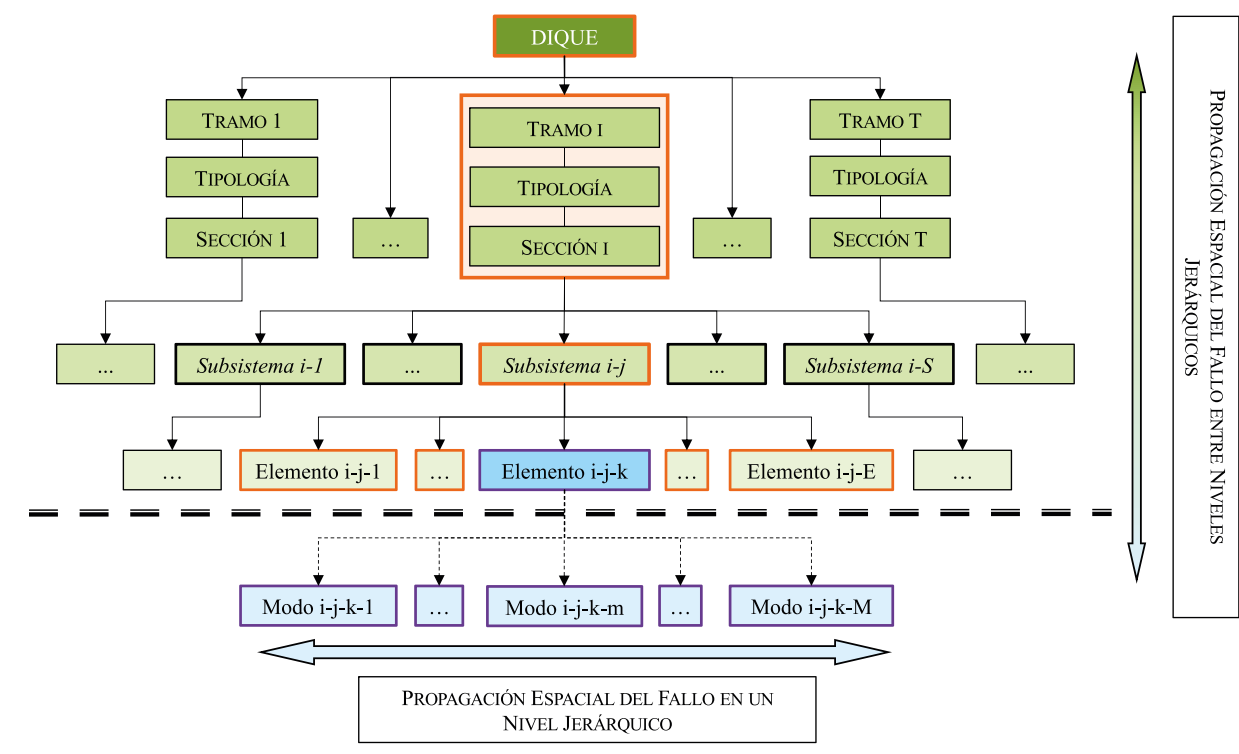 DIQUE
TRAMO 1
TRAMO I
TRAMO T
TIPOLOGÍA
TIPOLOGÍA
TIPOLOGÍA
SECCIÓN 1
…
SECCIÓN I
…
SECCIÓN T
...
Subsistema i-1
...
Subsistema i-j
...
Subsistema i-S
...
…
Elemento i-j-1
…
Elemento i-j-k
…
Elemento i-j-E
…
Modo i-j-k-1
…
Modo i-j-k-m
…
Modo i-j-k-M
PROPAGACIÓN ESPACIAL DEL FALLO EN UN
NIVEL JERÁRQUICO
PROPAGACIÓN ESPACIAL DEL FALLO ENTRE NIVELES
JERÁRQUICOS